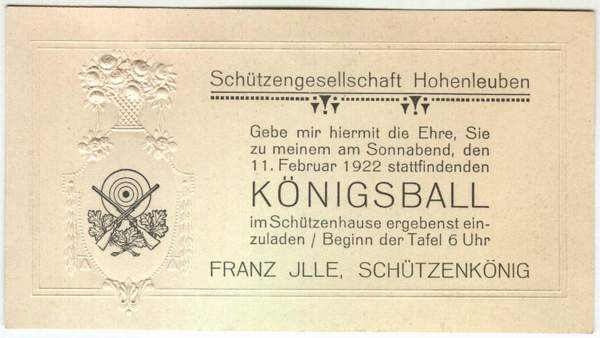 Schützengesellschaft Hohenleuben
Gebe mir hiermit die Ehre, Sie
zu meinem am Sonnabend, den
11. Februar 1922 stattfindenden
KÖNIGSBALL
im Schützenhause ergebenst ein-
zuladen / Beginn der Tafel 6 Uhr
FRANZ JLLE, SCHÜTZENKÖNIG